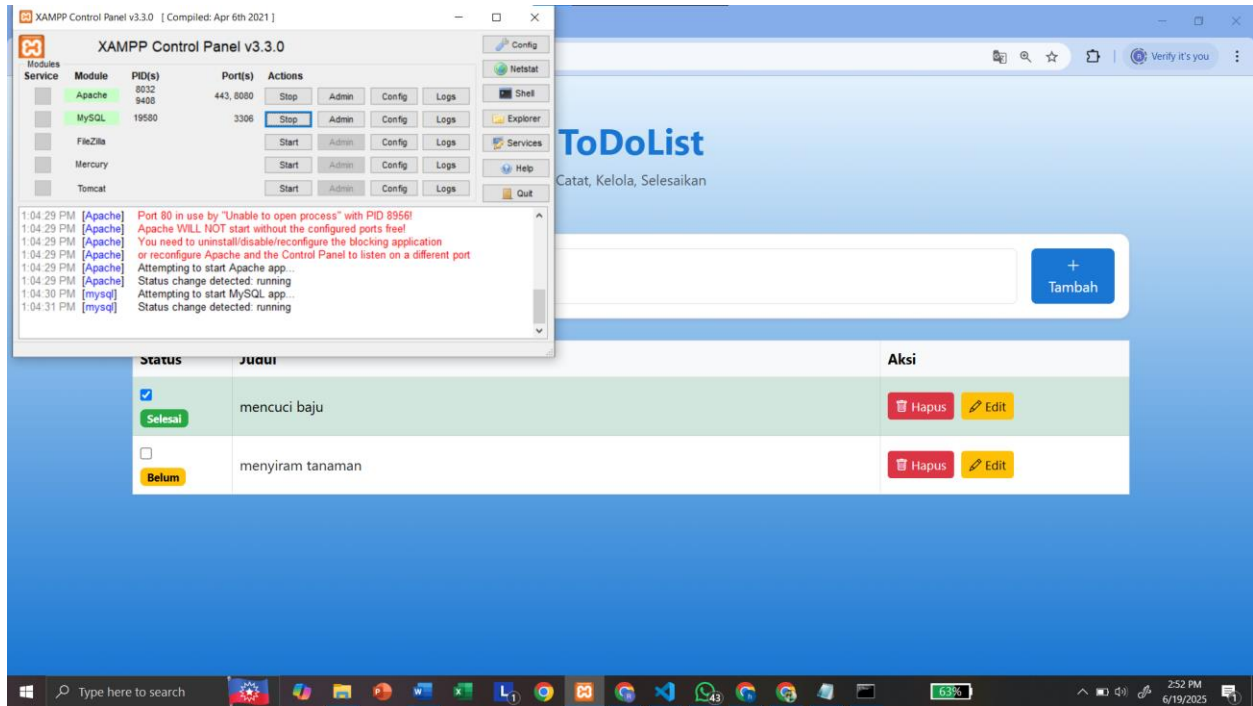 XAMPP Control Panel v3.3.0 [ Compiled: Apr 6th 2021 ]
XAMPP Control Panel v3.3.0
Config
Modules
Service Module PID(s) Port(s) Actions
Netstat
Apache 8032 9408 443, 8080 Stop Admin Config Logs
Shell
MySQL 19580 3306 Stop Admin Config Logs
Explorer
FileZilla Start Admin Config Logs
Services
Mercury Start Admin Config Logs
Help
Tomcat Start Admin Config Logs
Quit
1:04:29 PM [Apache] Port 80 in use by "Unable to open process" with PID 8956!
1:04:29 PM [Apache] Apache WILL NOT start without the configured ports free!
1:04:29 PM [Apache] You need to uninstall/disable/reconfigure the blocking application
1:04:29 PM [Apache] or reconfigure Apache and the Control Panel to listen on a different port
1:04:29 PM [Apache] Attempting to start Apache app...
1:04:29 PM [Apache] Status change detected: running
1:04:30 PM [mysql] Attempting to start MySQL app...
1:04:31 PM [mysql] Status change detected: running
Verify it's you
ToDoList
Catat, Kelola, Selesaikan
+
Tambah
Status Judul Aksi
Selesai mencuci baju Hapus Edit
Belum menyiram tanaman Hapus Edit
Type here to search
43
63%
2:52 PM
6/19/2025